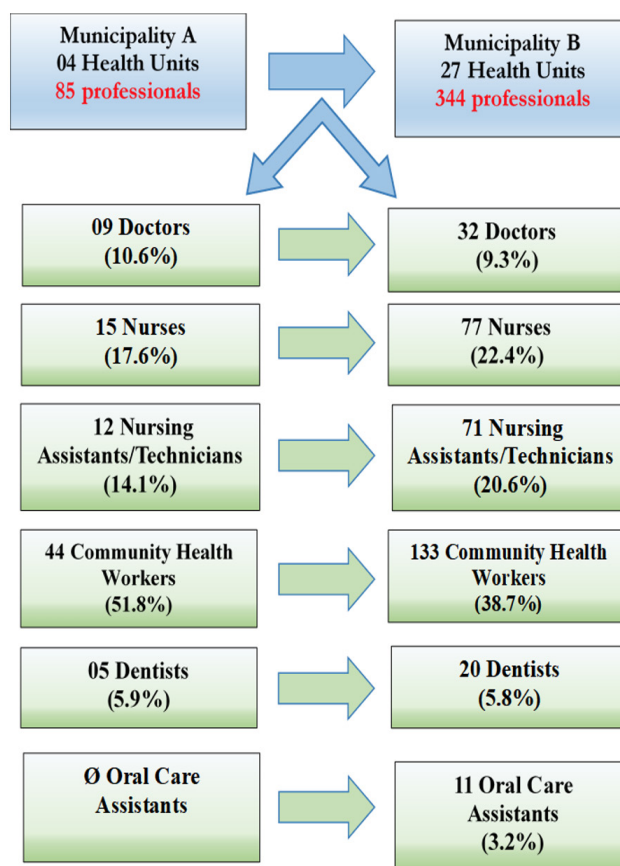 Municipality A
04 Health Units
85 professionals
Municipality B
27 Health Units
344 professionals
09 Doctors
(10.6%)
32 Doctors
(9.3%)
15 Nurses
(17.6%)
77 Nurses
(22.4%)
12 Nursing
Assistants/Technicians
(14.1%)
71 Nursing
Assistants/Technicians
(20.6%)
44 Community Health
Workers
(51.8%)
133 Community Health
Workers
(38.7%)
05 Dentists
(5.9%)
20 Dentists
(5.8%)
Ø Oral Care
Assistants
11 Oral Care
Assistants
(3.2%)